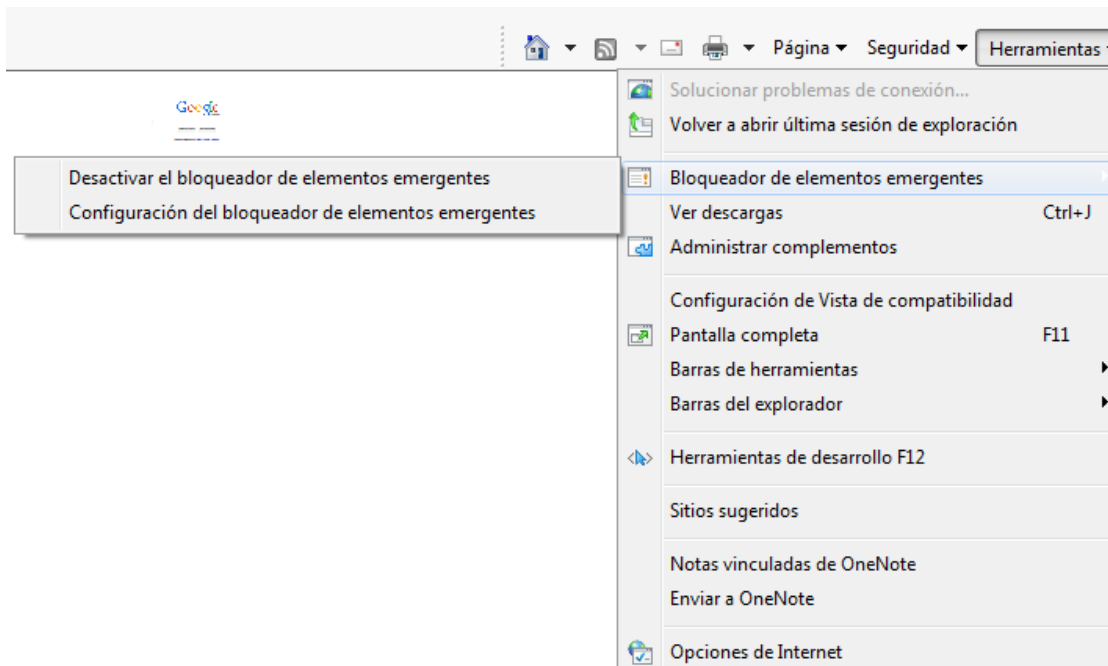 Página Seguridad Herramientas
Google
Solucionar problemas de conexión...
Volver a abrir última sesión de exploración
Desactivar el bloqueador de elementos emergentes
Configuración del bloqueador de elementos emergentes
Bloqueador de elementos emergentes
Ver descargas Ctrl+J
Administrar complementos
Configuración de Vista de compatibilidad
Pantalla completa F11
Barras de herramientas
Barras del explorador
Herramientas de desarrollo F12
Sitios sugeridos
Notas vinculadas de OneNote
Enviar a OneNote
Opciones de Internet